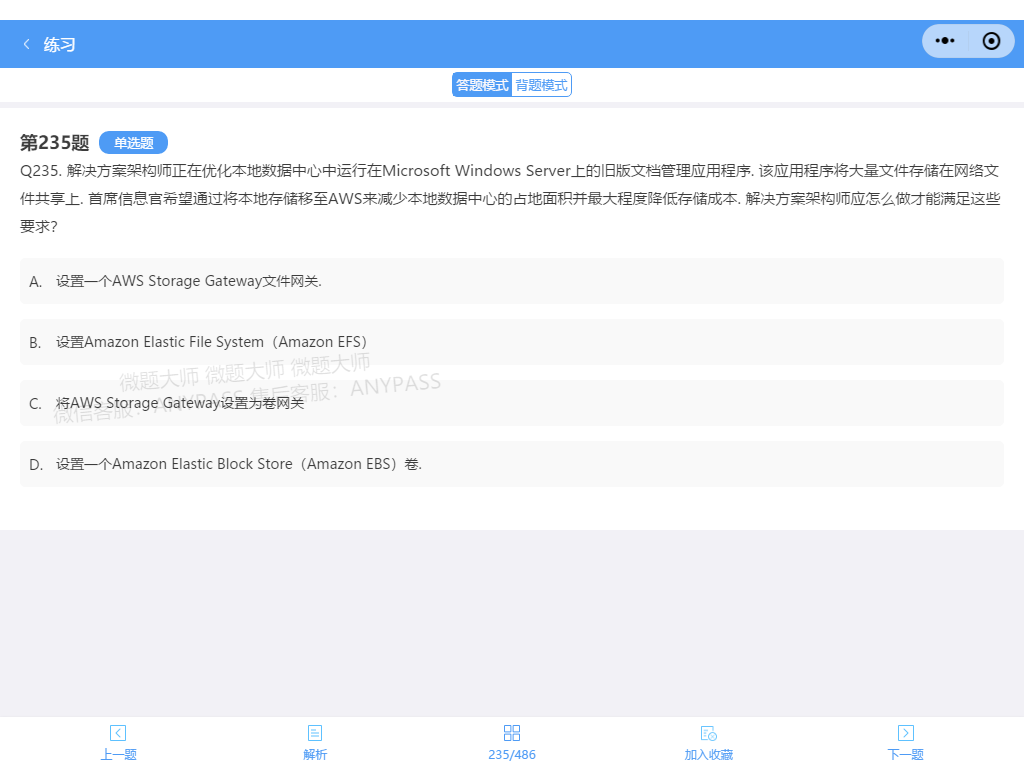 练习
答题模式 背题模式
第235题 单选题
Q235. 解决方案架构师正在优化本地数据中心中运行在Microsoft Windows Server上的旧版文档管理应用程序. 该应用程序将大量文件存储在网络文
件共享上. 首席信息官希望通过将本地存储移至AWS来减少本地数据中心的占地面积并最大程度降低存储成本. 解决方案架构师应怎么做才能满足这些
要求?
A. 设置一个AWS Storage Gateway文件网关.
B. 设置Amazon Elastic File System（Amazon EFS）
微题大师 微题大师 微题大师
微信客服：ANYPASS 售后客服：ANYPASS
C. 将AWS Storage Gateway设置为卷网关
D. 设置一个Amazon Elastic Block Store（Amazon EBS）卷.
上一题 解析 235/486 加入收藏 下一题